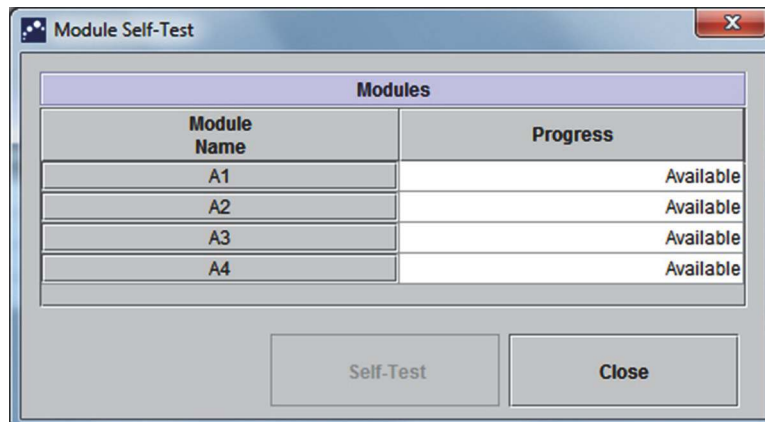 Module Self-Test
Modules
Module
Name
Progress
A1 Available
A2 Available
A3 Available
A4 Available
Self-Test Close